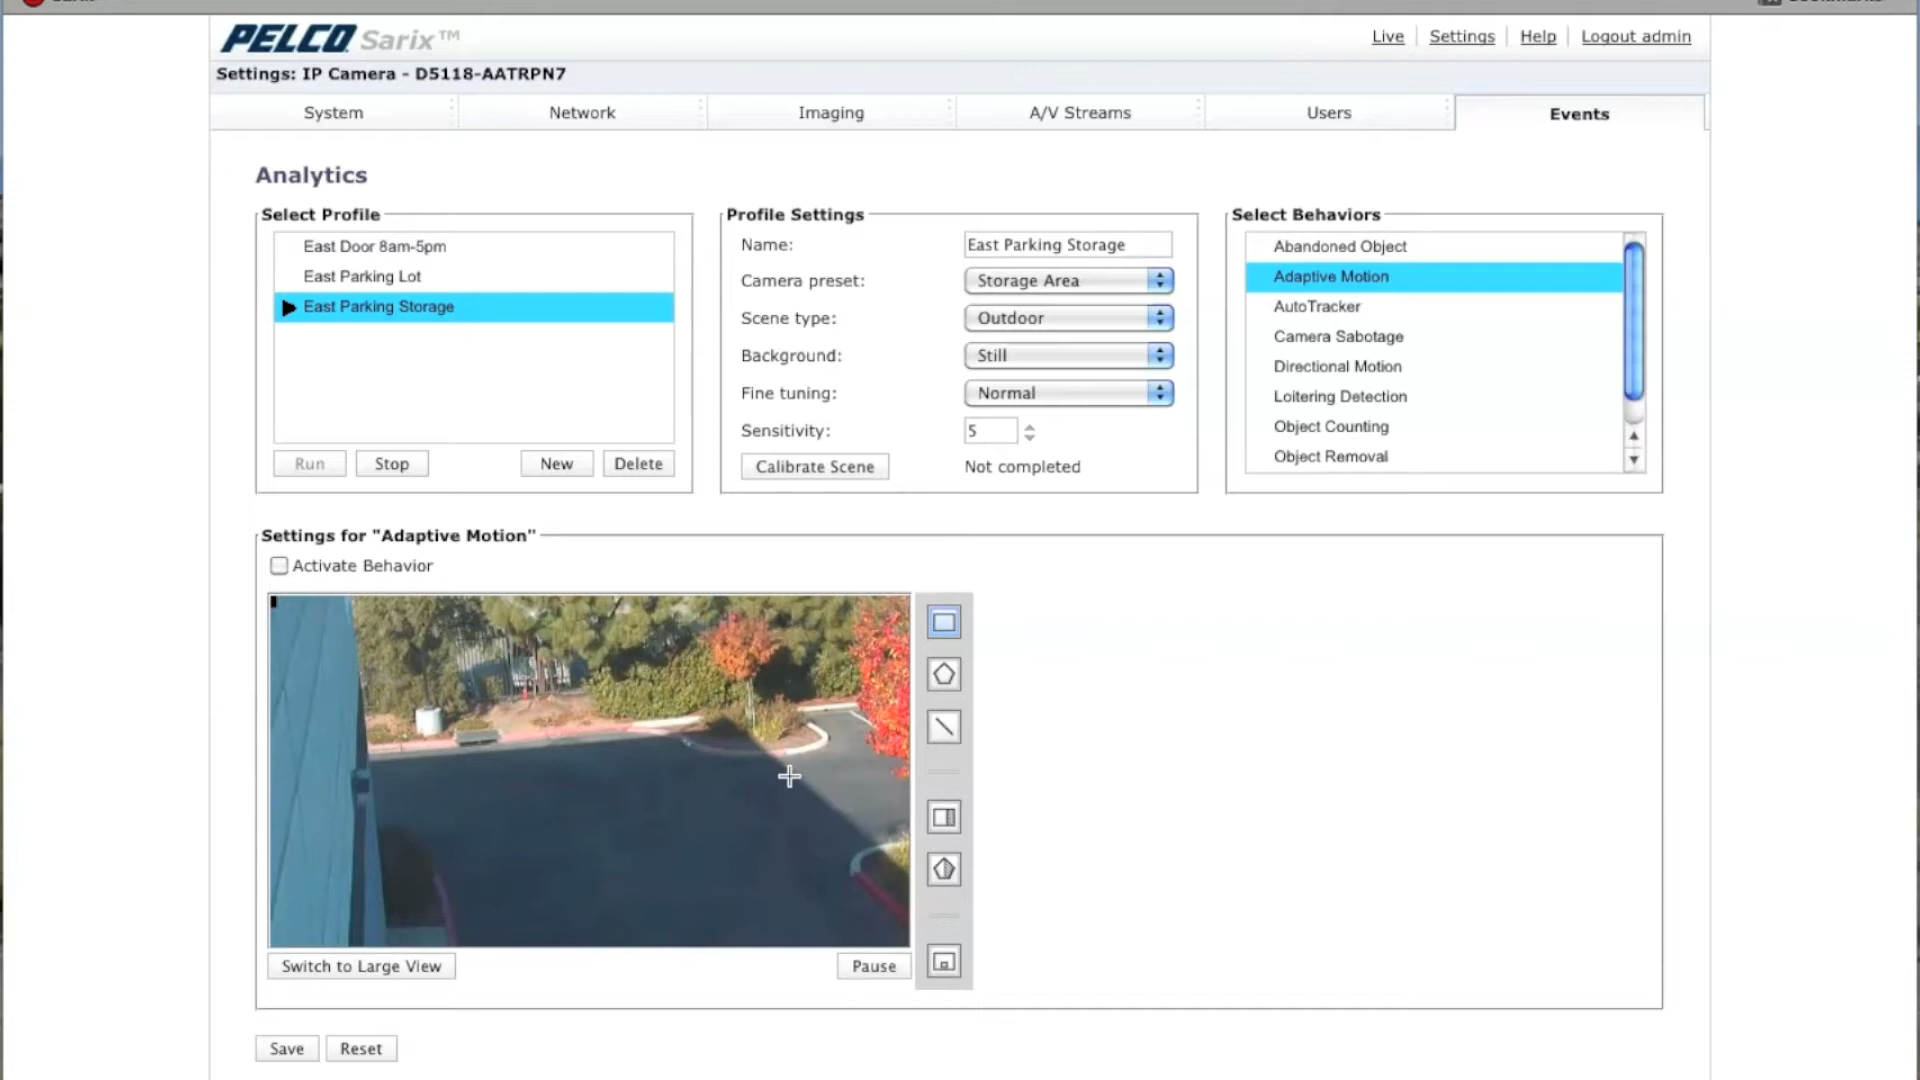 PELCO Sarix™
Live Settings Help Logout admin
Settings: IP Camera - D5118-AATRPN7
System Network Imaging A/V Streams Users Events
Analytics
Select Profile
East Door 8am-5pm
East Parking Lot
East Parking Storage
Run Stop New Delete
Profile Settings
Name: East Parking Storage
Camera preset: Storage Area
Scene type: Outdoor
Background: Still
Fine tuning: Normal
Sensitivity: 5
Calibrate Scene Not completed
Select Behaviors
Abandoned Object
Adaptive Motion
AutoTracker
Camera Sabotage
Directional Motion
Loitering Detection
Object Counting
Object Removal
Settings for "Adaptive Motion"
Activate Behavior
Switch to Large View Pause
Save Reset